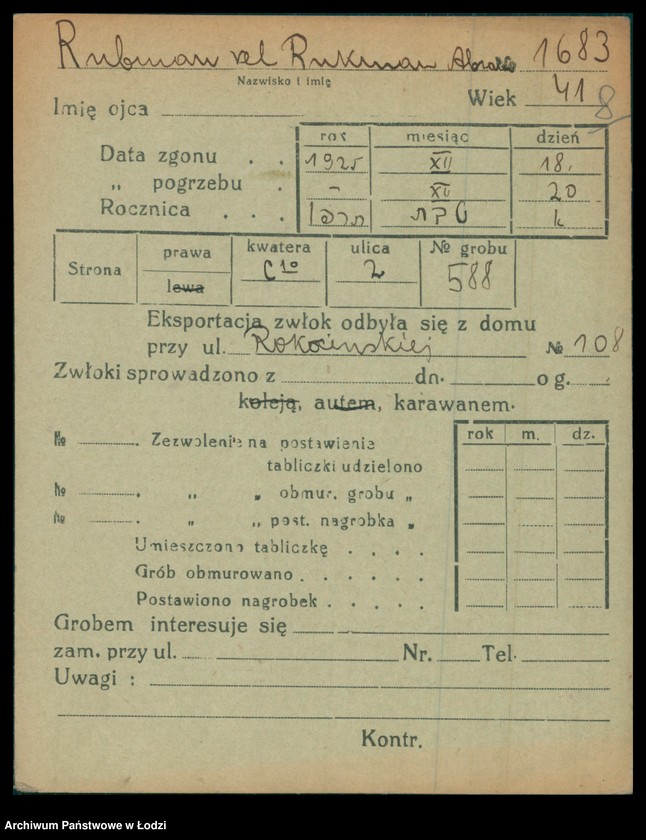 Rubman vel Rukman Abram 1683
Nazwisko i imię
Wiek 41 8
Imię ojca
rok miesiąc dzień
Data zgonu . . 1925 XII 18.
„ pogrzebu . - XII 20
Rocznica . . .
Strona prawa lewa kwatera C10 ulica 2 № grobu 588
Eksportacja zwłok odbyła się z domu
przy ul. Rokocinskiej № 108
Zwłoki sprowadzono z dn. o g.
koleją, autem, karawanem.
№ . Zezwolenie na postawienie rok m. dz.
tabliczki udzielono
№ . „ „ obmur. grobu „
№ . „ „ post. nagrobka „
Umieszczono tabliczkę . . . .
Grób obmurowano . . . . .
Postawiono nagrobek . . . . .
Grobem interesuje się
zam. przy ul. Nr. Tel.
Uwagi :
Kontr.
Archiwum Państwowe w Łodzi